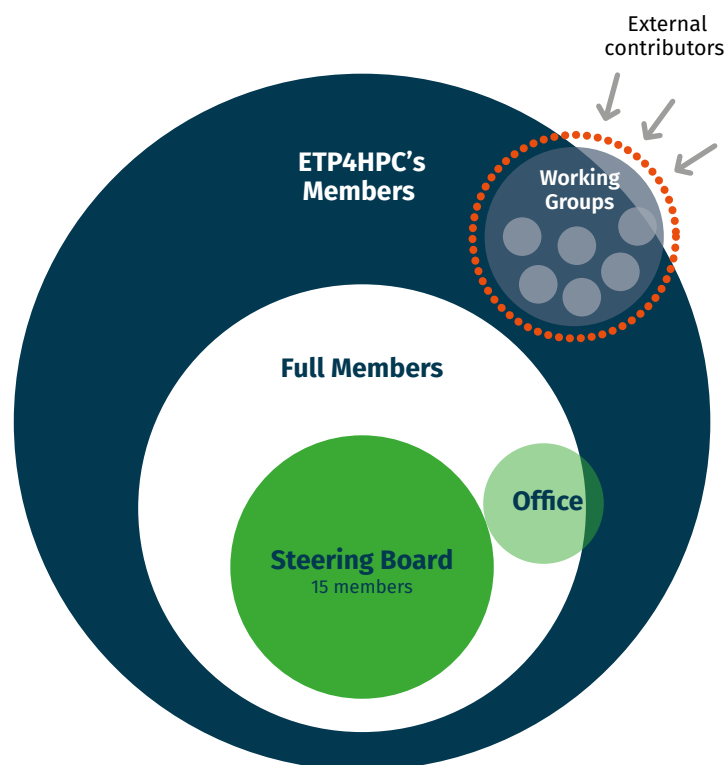 External
contributors
ETP4HPC’s
Members
Working
Groups
Full Members
Office
Steering Board
15 members